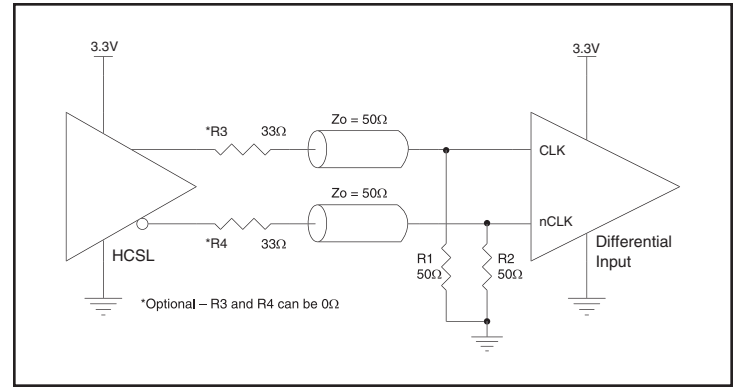 3.3V
3.3V
*R3 33Ω
Zo = 50Ω
CLK
Zo = 50Ω
*R4 33Ω
nCLK
HCSL
R1
50Ω
R2
50Ω
Differential
Input
*Optional – R3 and R4 can be 0Ω